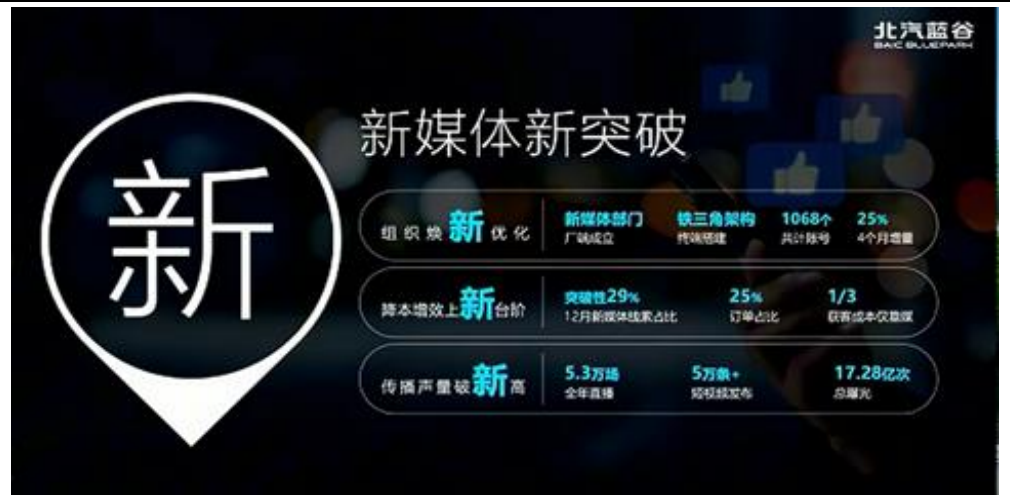 北汽蓝谷
BAIC BLUEPARK
新
新媒体新突破
组织焕新优化
新媒体部门 铁三角架构 1068个 25%
厂端成立 终端搭建 共计账号 4个月增量
降本增效上新台阶
突破性29% 25% 1/3
12月新媒体线索占比 订单占比 获客成本仅垂媒
传播声量破新高
5.3万场 5万条+ 17.28亿次
全年直播 短视频发布 总曝光